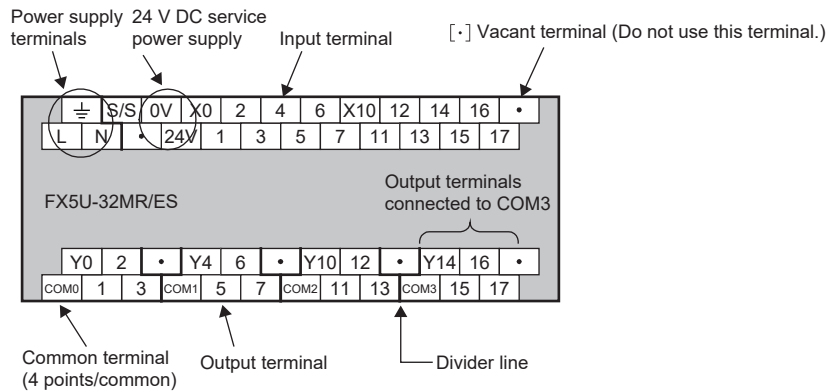 Power supply terminals
24 V DC service power supply
Input terminal
[・] Vacant terminal (Do not use this terminal.)
⏚ S/S 0V X0 2 4 6 X10 12 14 16 •
L N • 24V 1 3 5 7 11 13 15 17
FX5U-32MR/ES
Output terminals connected to COM3
Y0 2 • Y4 6 • Y10 12 • Y14 16 •
COM0 1 3 COM1 5 7 COM2 11 13 COM3 15 17
Common terminal (4 points/common)
Output terminal
Divider line